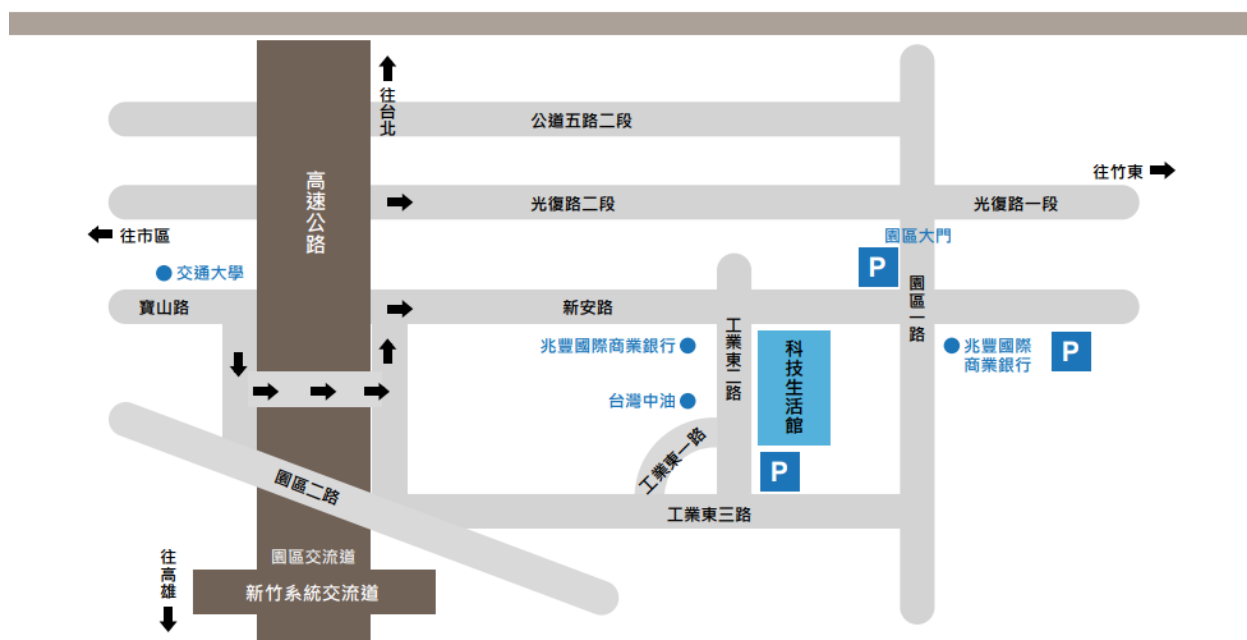 往台北
公道五路二段
高速公路
往竹東
光復路二段
光復路一段
往市區
園區大門
P
交通大學
寶山路
新安路
園區一路
兆豐國際商業銀行
工業東二路
科技生活館
兆豐國際
商業銀行
P
台灣中油
工業東一路
P
園區二路
工業東三路
園區交流道
往高雄
新竹系統交流道